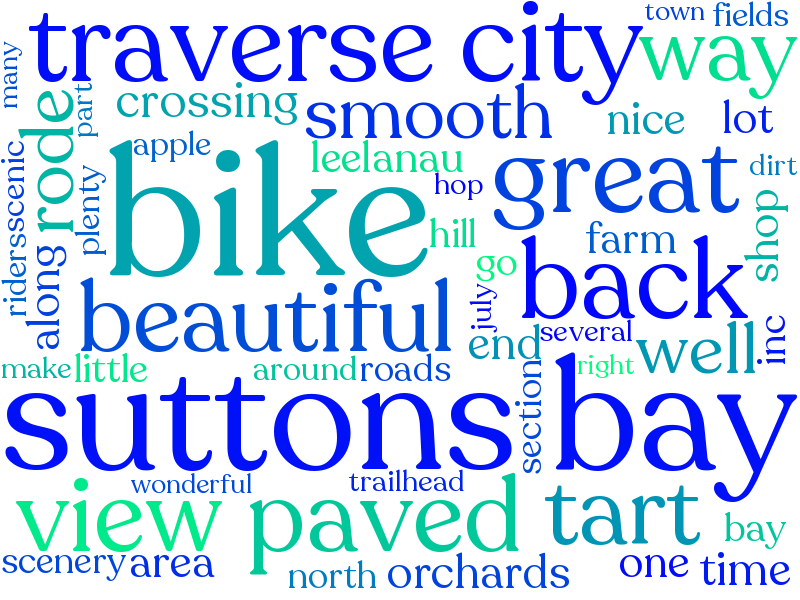 town fields
traverse city way
many
part
crossing
smooth
nice
lot
rode
apple
leelanau
great
dirt
scenic
plenty
bike
hop
hill
farm
shop
riders
along
go
back
beautiful
july
several
end
well
inc
make little
around roads
section
right
suttons bay
wonderful
trailhead
view paved
tart
bay
scenery area
north orchards
one time